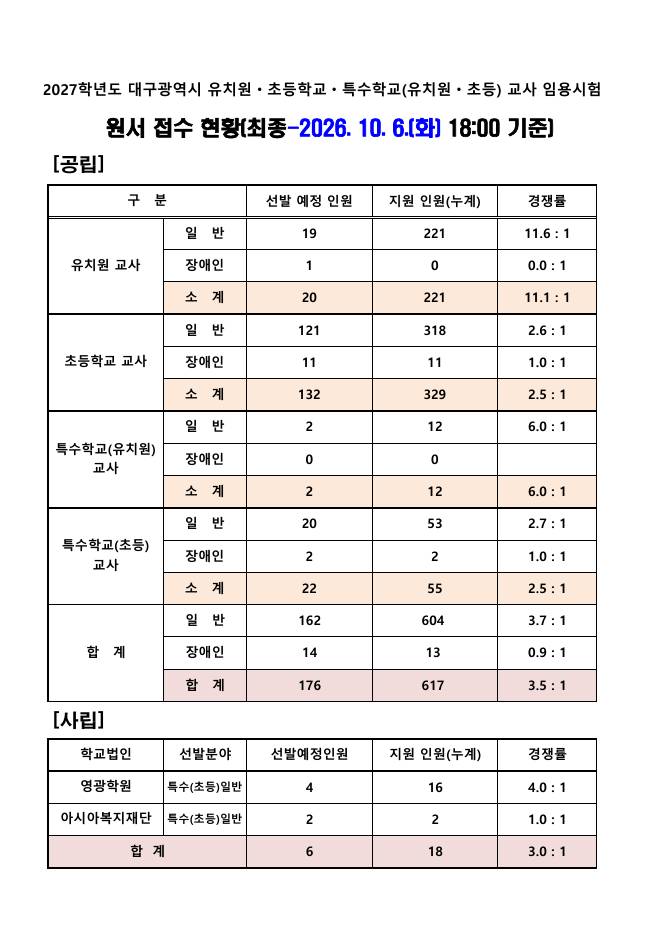 2027학년도 대구광역시 유치원・초등학교・특수학교(유치원・초등) 교사 임용시험
원서 접수 현황(최종-2026. 10. 6.(화) 18:00 기준)
[공립]
구 분 선발 예정 인원 지원 인원(누계) 경쟁률
유치원 교사
일 반 19 221 11.6 : 1
장애인 1 0 0.0 : 1
소 계 20 221 11.1 : 1
초등학교 교사
일 반 121 318 2.6 : 1
장애인 11 11 1.0 : 1
소 계 132 329 2.5 : 1
특수학교(유치원)
교사
일 반 2 12 6.0 : 1
장애인 0 0
소 계 2 12 6.0 : 1
특수학교(초등)
교사
일 반 20 53 2.7 : 1
장애인 2 2 1.0 : 1
소 계 22 55 2.5 : 1
합 계
일 반 162 604 3.7 : 1
장애인 14 13 0.9 : 1
합 계 176 617 3.5 : 1
[사립]
학교법인 선발분야 선발예정인원 지원 인원(누계) 경쟁률
영광학원 특수(초등)일반 4 16 4.0 : 1
아시아복지재단 특수(초등)일반 2 2 1.0 : 1
합 계 6 18 3.0 : 1